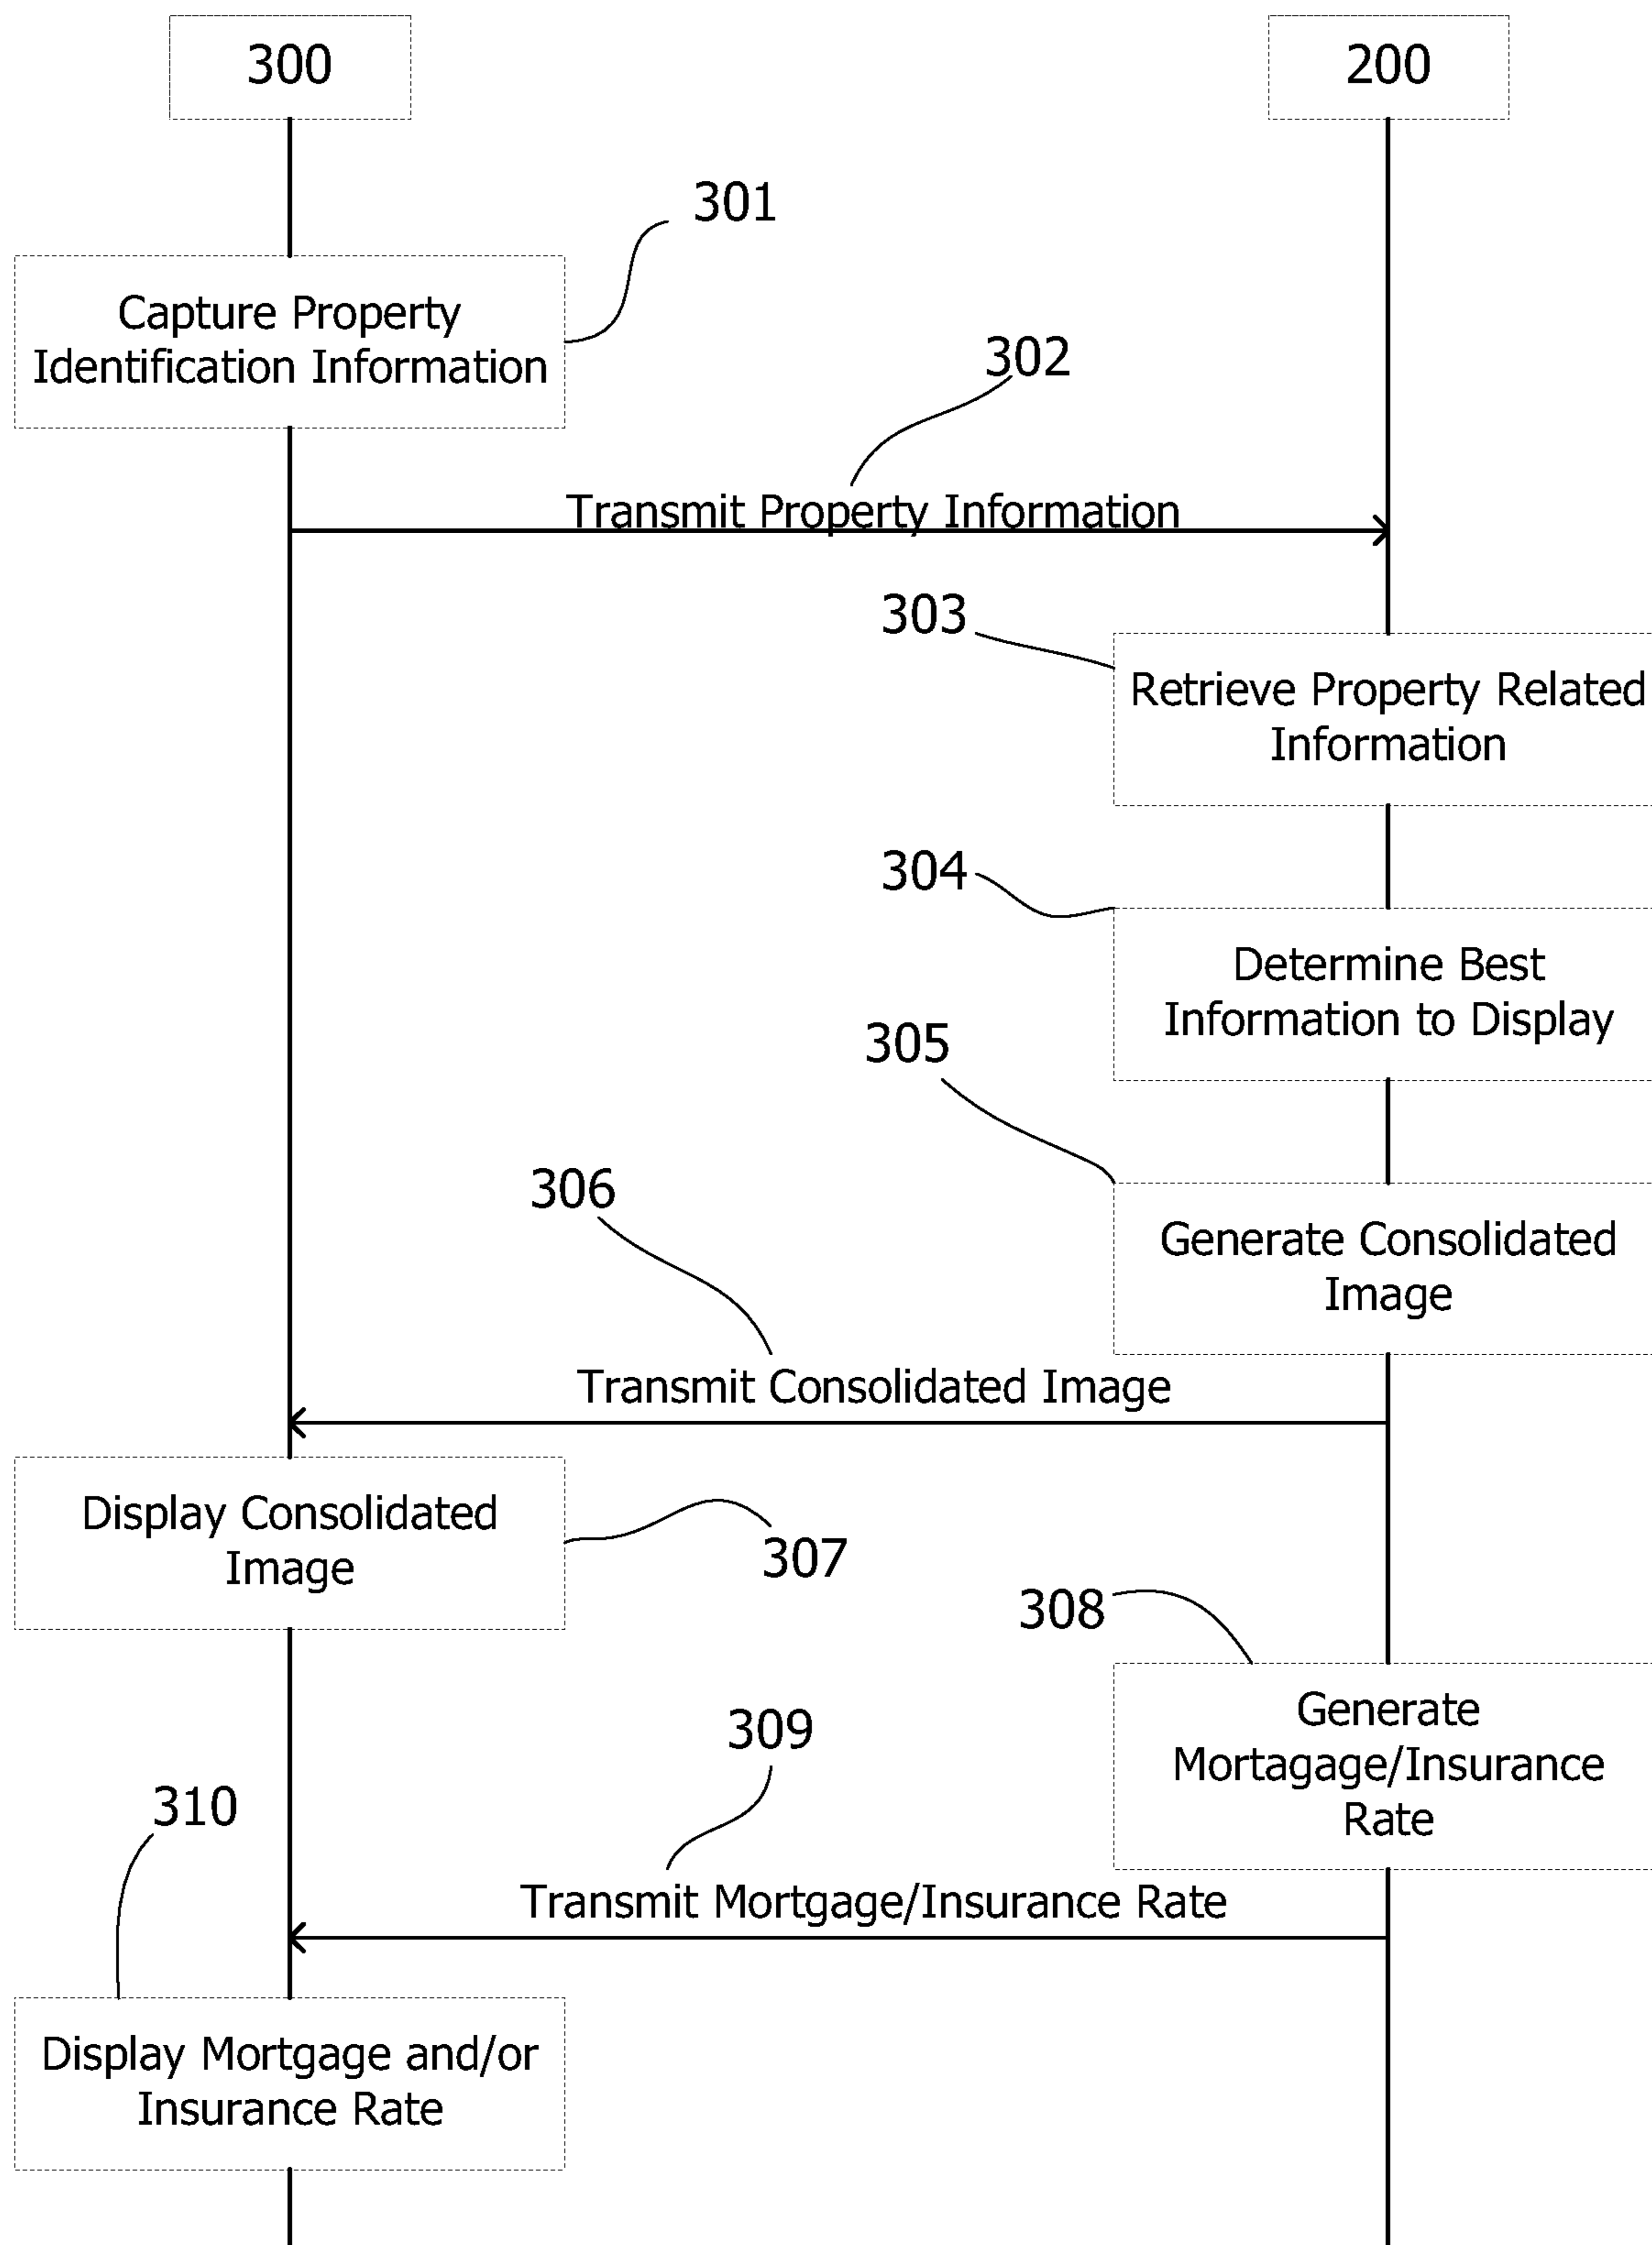 300
200
301
Capture Property
Identification Information
302
Transmit Property Information
303
Retrieve Property Related
Information
304
Determine Best
Information to Display
305
306
Generate Consolidated
Image
Transmit Consolidated Image
Display Consolidated
Image
307
308
Generate
Mortagage/Insurance
Rate
309
310
Transmit Mortgage/Insurance Rate
Display Mortgage and/or
Insurance Rate